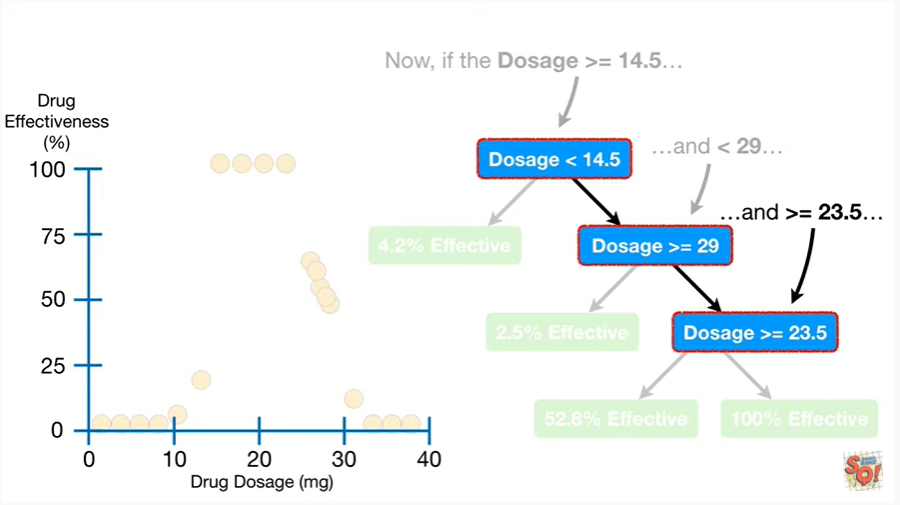 Now, if the Dosage >= 14.5…
Drug
Effectiveness
(%)
100
75
50
25
0
0
10
20
30
40
Drug Dosage (mg)
Dosage < 14.5
…and < 29…
…and >= 23.5…
4.2% Effective
Dosage >= 29
2.5% Effective
Dosage >= 23.5
52.8% Effective
100% Effective
SQ!